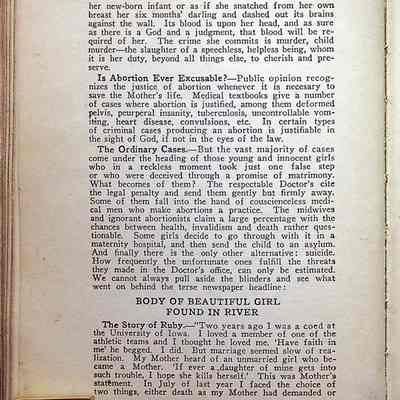 her new-born infant or as if she snatched from her own
breast her six months' darling and dashed out its brains
against the wall. Its blood is upon her head, and as sure
as there is a God and a judgment, that blood will be re-
quired of her. The crime she commits is murder, child
murder—the slaughter of a speechless, helpless being, whom
it is her duty, beyond all things else, to cherish and pre-
serve.
Is Abortion Ever Excusable?—Public opinion recog-
nizes the justice of abortion whenever it is necesary to
save the Mother's life. Medical textbooks give a number
of cases where abortion is justified, among them deformed
pelvis, peurperal insanity, tuberculosis, uncontrollable vom-
iting, heart disease, convulsions, etc. In certain types
of criminal cases producing an abortion is justifiable in
the sight of God, if not in the eyes of the law.
The Ordinary Cases.—But the vast majority of cases
come under the heading of those young and innocent girls
who in a reckless moment took just one false step
or who were deceived through a promise of matrimony.
What becomes of them? The respectable Doctor's cite
the legal penalty and send them gently but firmly away.
Some of them fall into the hand of conscienceless medi-
cal men who make abortions a practice. The midwives
and ignorant abortionists claim a large percentage with the
chances between health, invalidism and death rather ques-
tionable. Some girls decide to go through with it in a
maternity hospital, and then send the child to an asylum.
And finally there is the only other alternative: suicide.
How frequently the unfortunate ones fulfill the threats
they made in the Doctor's office, can only be estimated.
We cannot always pull aside the blinders and see what
went on behind the terse newspaper headline:
BODY OF BEAUTIFUL GIRL
FOUND IN RIVER
The Story of Ruby.—"Two years ago I was a coed at
the University of Iowa. I loved a member of one of the
athletic teams and I thought he loved me. 'Have faith in
me' he begged. I did. But marriage seemed slow of rea-
lization. My Mother heard of an unmarried girl who be-
came a Mother. 'If ever a daughter of mine gets into
such trouble, I hope she kills herself.' This was Mother's
statement. In July of last year I faced the choice of
two things, either death as my Mother had demanded or